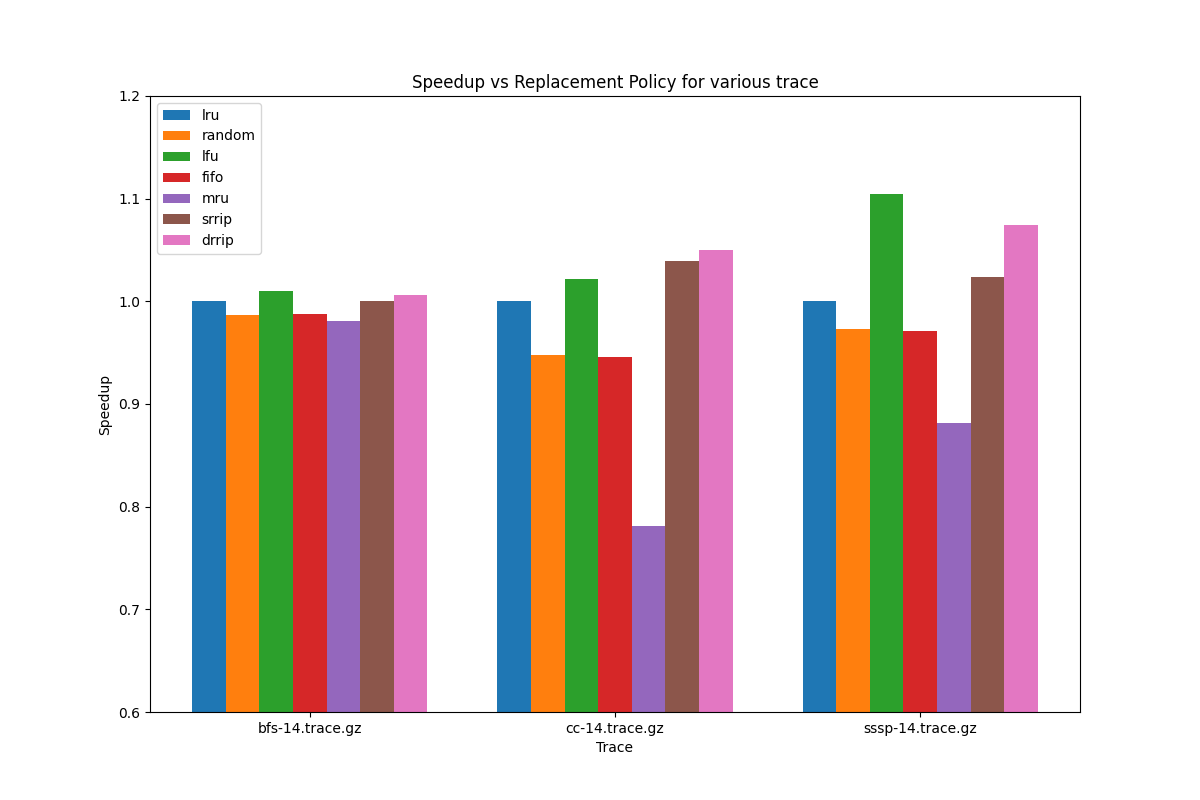 Speedup vs Replacement Policy for various trace
1.2
1.1
1.0
0.9
0.8
0.7
0.6
Speedup
lru
random
lfu
fifo
mru
srrip
drrip
bfs-14.trace.gz
cc-14.trace.gz
sssp-14.trace.gz
Trace